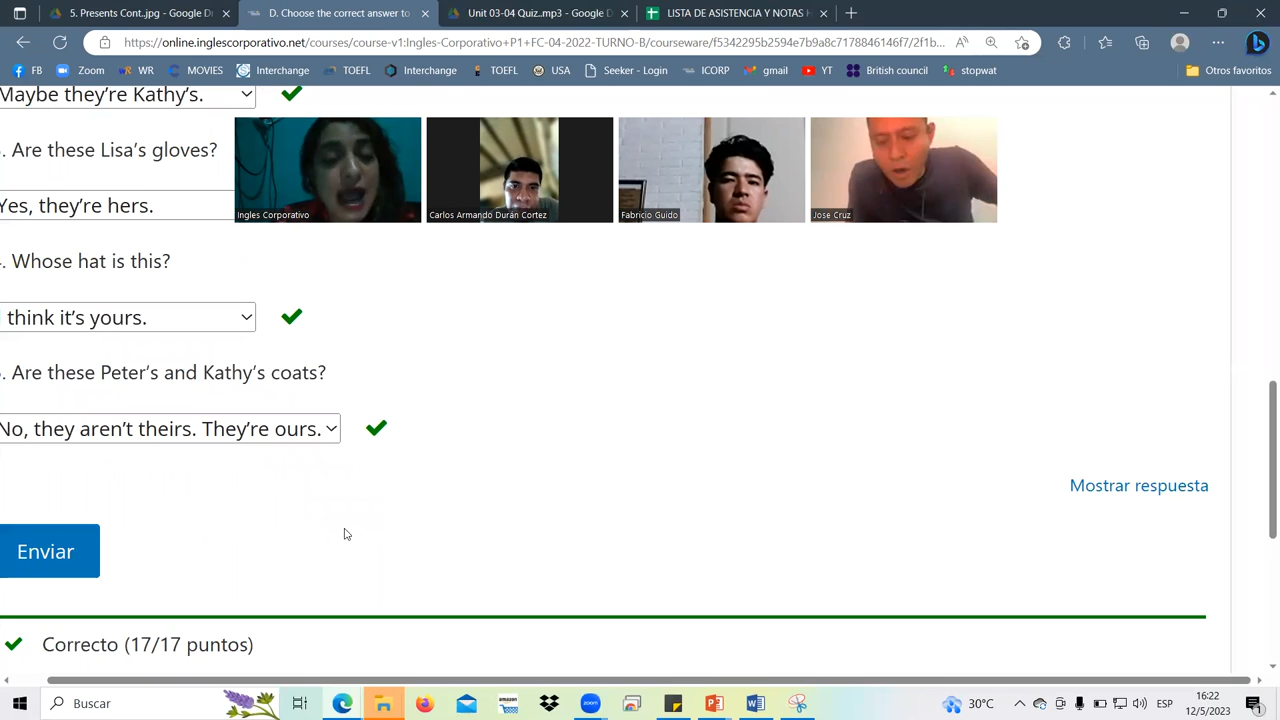 5. Presents Cont..jpg - Google Dr
D. Choose the correct answer to
Unit 03-04 Quiz..mp3 - Google D
LISTA DE ASISTENCIA Y NOTAS
https://online.inglescorporativo.net/courses/course-v1:Ingles-Corporativo+P1+FC-04-2022-TURNO-B/courseware/f5342295b2594e7b9a8c7178846146f7/2f1b...
FB
Zoom
WR
MOVIES
Interchange
TOEFL
Interchange
TOEFL
USA
Seeker - Login
ICORP
gmail
YT
British council
stopwat
Otros favoritos
Maybe they're Kathy's.
. Are these Lisa's gloves?
Yes, they're hers.
Ingles Corporativo
Carlos Armando Durán Cortez
Fabricio Guido
Jose Cruz
. Whose hat is this?
think it's yours.
. Are these Peter's and Kathy's coats?
No, they aren't theirs. They're ours.
Mostrar respuesta
Enviar
Correcto (17/17 puntos)
Buscar
amazon
zoom
30°C
ESP
16:22
12/5/2023
1